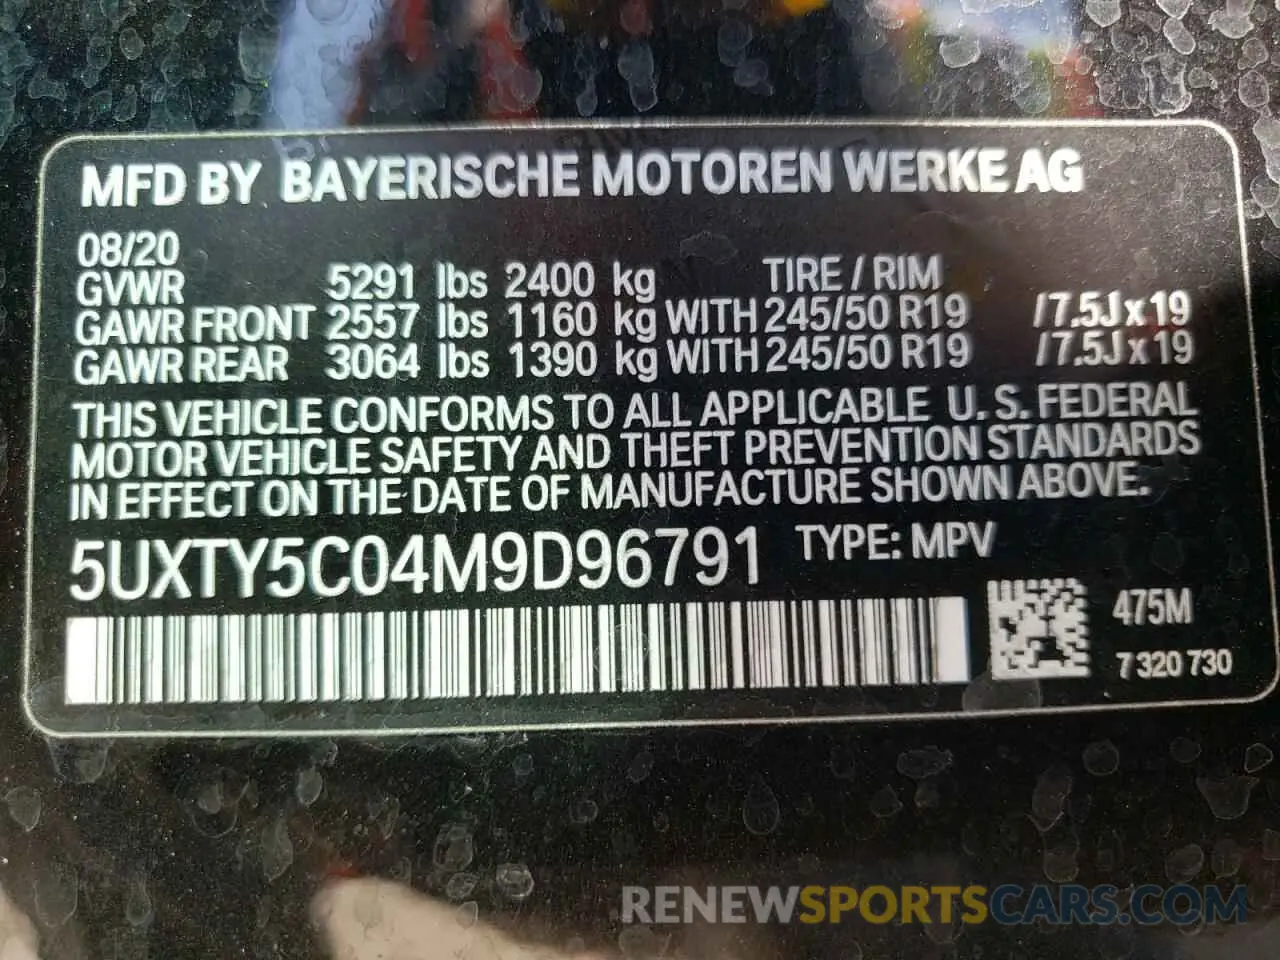 MFD BY BAYERISCHE MOTOREN WERKE AG
08/20
GVWR 5291 lbs 2400 kg TIRE / RIM
GAWR FRONT 2557 lbs 1160 kg WITH 245/50 R19 /7.5J x 19
GAWR REAR 3064 lbs 1390 kg WITH 245/50 R19 /7.5J x 19
THIS VEHICLE CONFORMS TO ALL APPLICABLE U.S. FEDERAL
MOTOR VEHICLE SAFETY AND THEFT PREVENTION STANDARDS
IN EFFECT ON THE DATE OF MANUFACTURE SHOWN ABOVE.
5UXTY5C04M9D96791 TYPE: MPV
475M
7 320 730
RENEWSPORTSCARS.COM